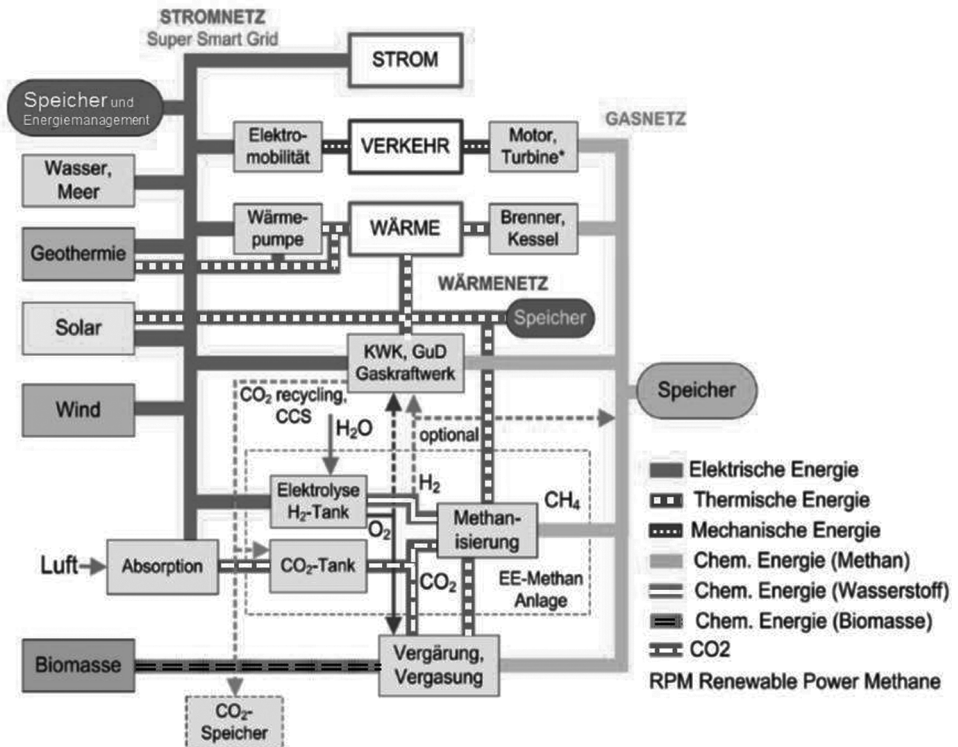 STROMNETZ
Super Smart Grid
STROM
Speicher und
Energiemanagement
GASNETZ
Elektro-
mobilität
VERKEHR
Motor,
Turbine*
Wasser,
Meer
Wärme-
pumpe
WÄRME
Brenner,
Kessel
Geothermie
WÄRMENETZ
Solar
Speicher
KWK, GuD
Gaskraftwerk
Wind
CO₂ recycling,
CCS
H₂O
optional
Speicher
Elektrolyse
H₂-Tank
H₂
O₂
Methan-
isierung
CH₄
Luft
Absorption
CO₂-Tank
CO₂
EE-Methan
Anlage
Biomasse
Vergärung,
Vergasung
CO₂-
Speicher
Elektrische Energie
Thermische Energie
Mechanische Energie
Chem. Energie (Methan)
Chem. Energie (Wasserstoff)
Chem. Energie (Biomasse)
CO2
RPM Renewable Power Methane